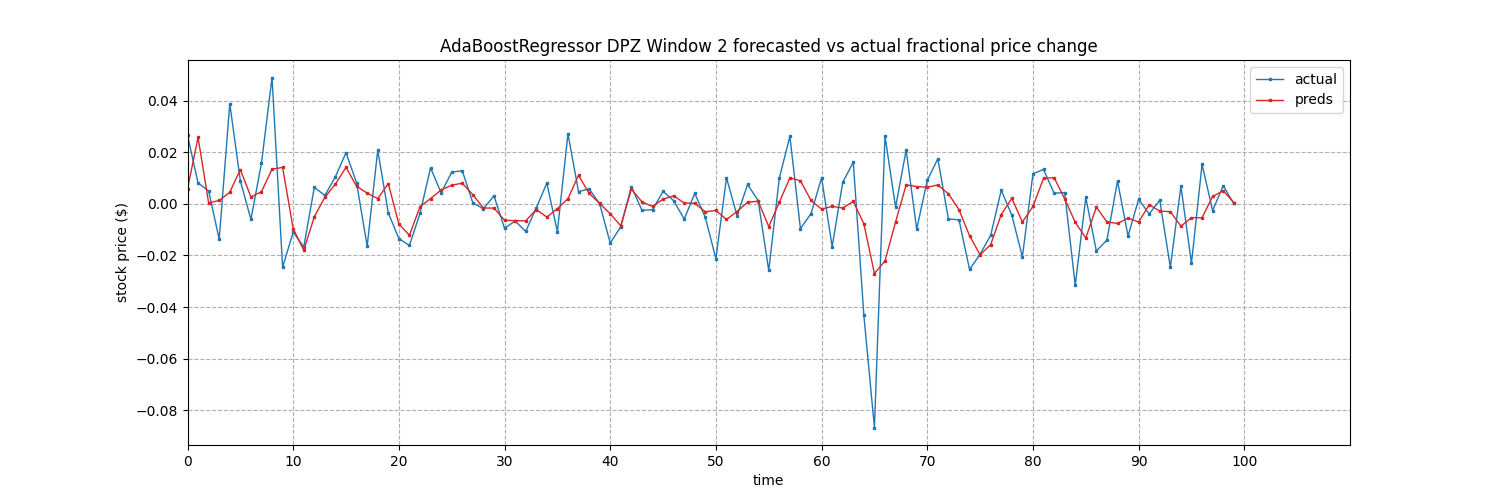 AdaBoostRegressor DPZ Window 2 forecasted vs actual fractional price change
actual
preds
stock price ($)
0.04
0.02
0.00
−0.02
−0.04
−0.06
−0.08
0 10 20 30 40 50 60 70 80 90 100
time